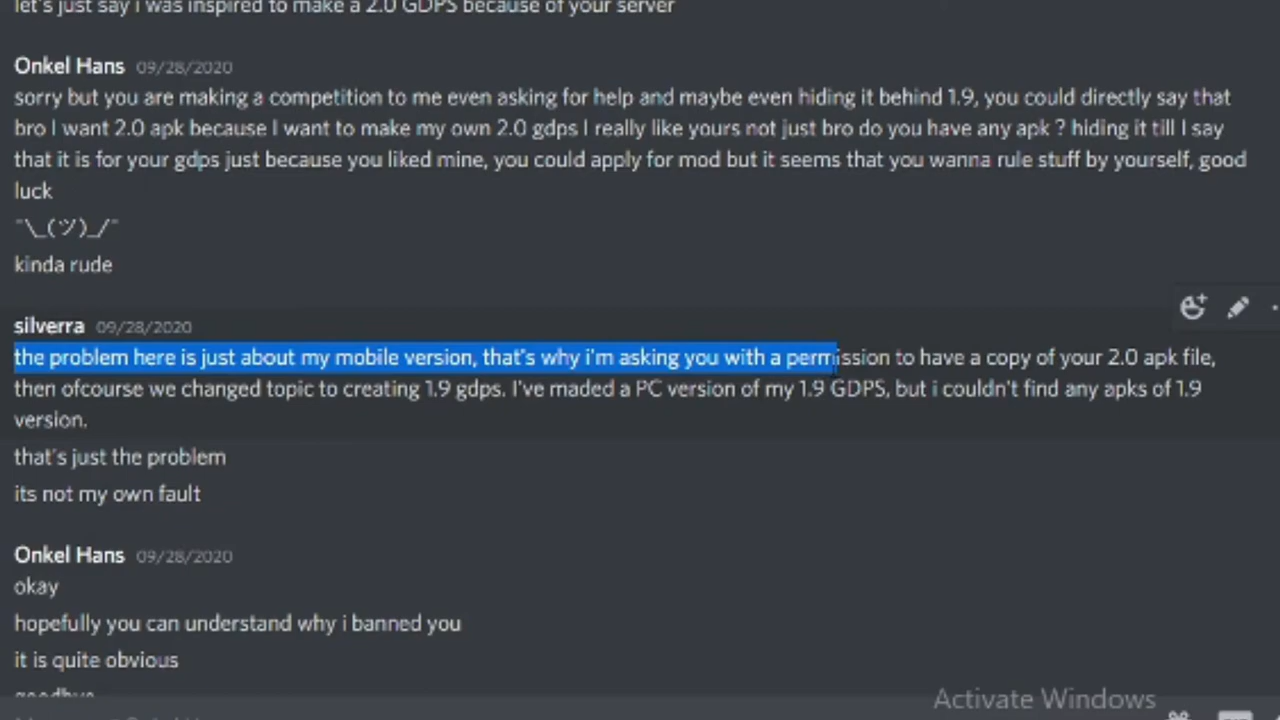 let's just say i was inspired to make a 2.0 GDPS because of your server
Onkel Hans 09/28/2020
sorry but you are making a competition to me even asking for help and maybe even hiding it behind 1.9, you could directly say that
bro I want 2.0 apk because I want to make my own 2.0 gdps I really like yours not just bro do you have any apk ? hiding it till I say
that it is for your gdps just because you liked mine, you could apply for mod but it seems that you wanna rule stuff by yourself, good
luck
¯\_(ツ)_/¯
kinda rude
silverra 09/28/2020
the problem here is just about my mobile version, that's why i'm asking you with a permission to have a copy of your 2.0 apk file,
then ofcourse we changed topic to creating 1.9 gdps. I've maded a PC version of my 1.9 GDPS, but i couldn't find any apks of 1.9
version.
that's just the problem
its not my own fault
Onkel Hans 09/28/2020
okay
hopefully you can understand why i banned you
it is quite obvious
goodbye
Activate Windows